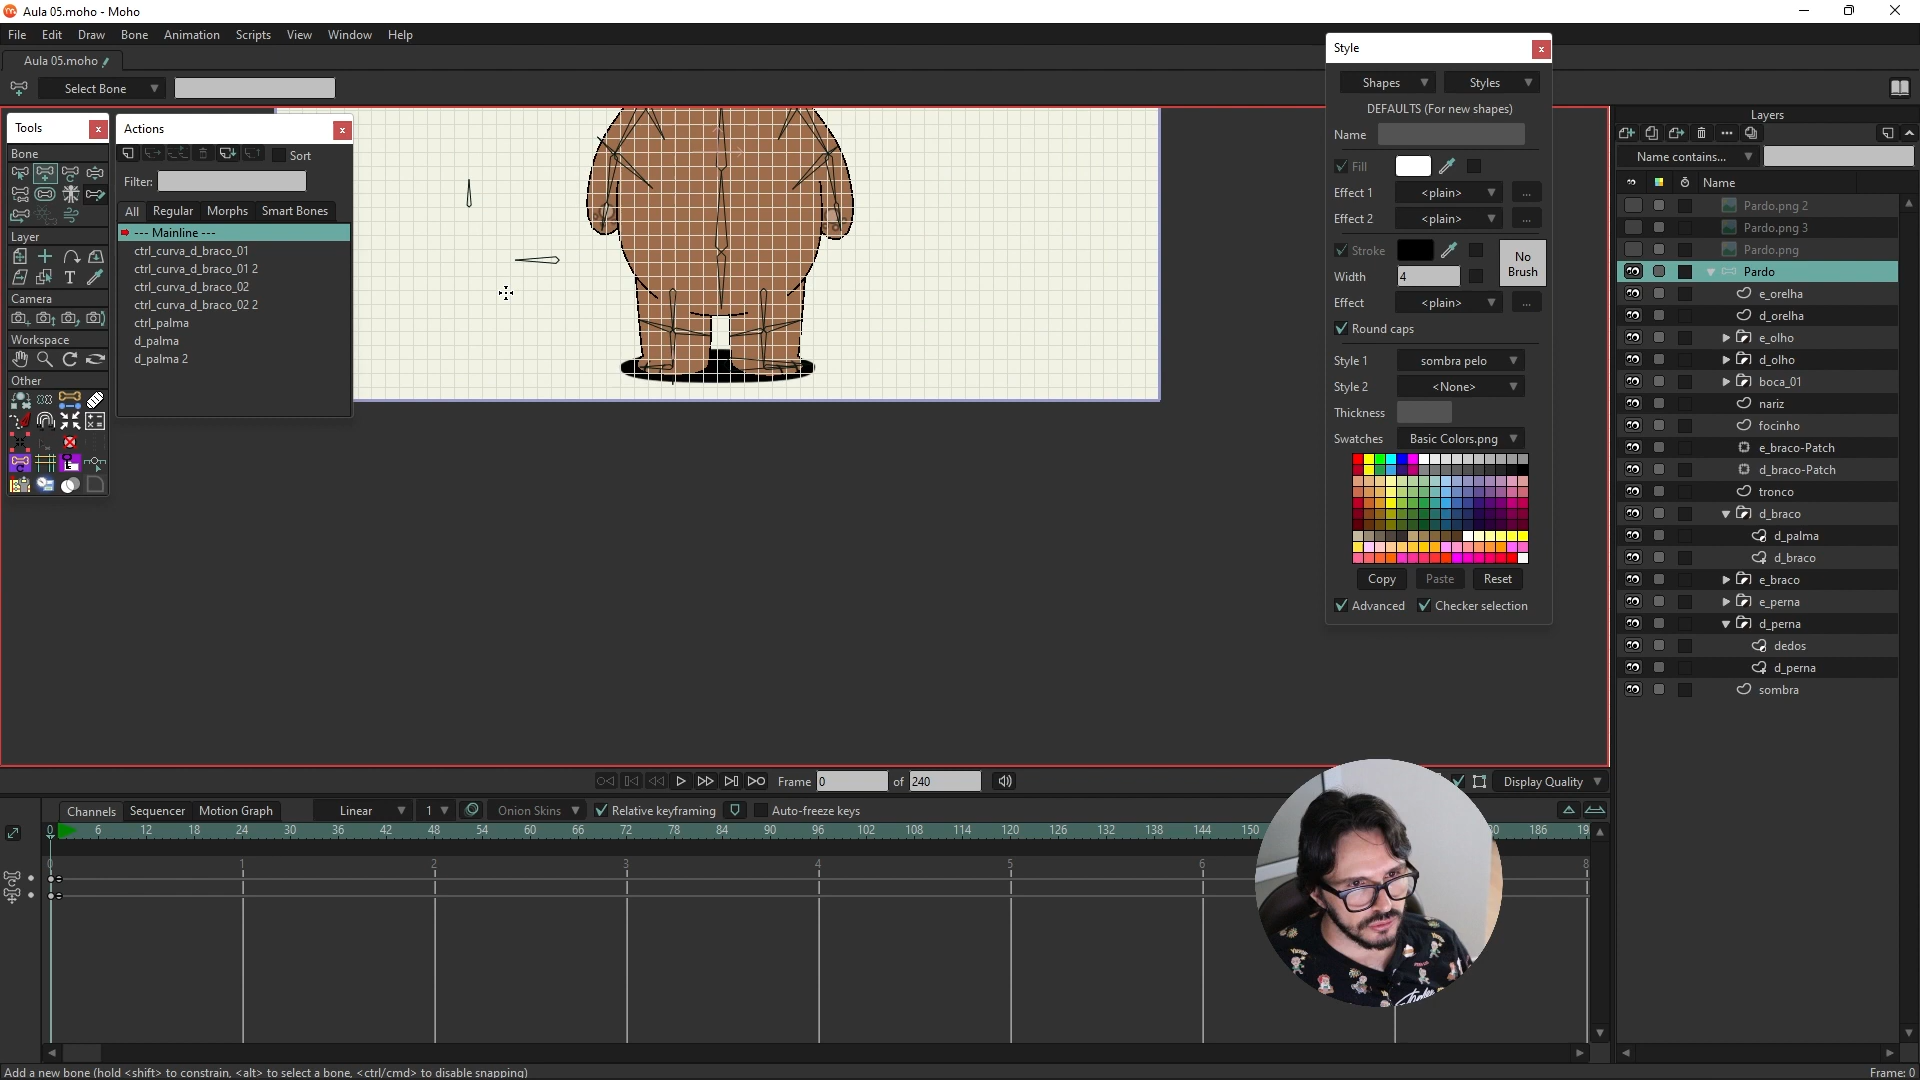 Aula 05.moho - Moho
File Edit Draw Bone Animation Scripts View Window Help
Aula 05.moho
Select Bone
Tools
Bone
Layer
Camera
Workspace
Other
Actions
Sort
Filter:
All Regular Morphs Smart Bones
--- Mainline ---
ctrl_curva_d_braco_01
ctrl_curva_d_braco_01 2
ctrl_curva_d_braco_02
ctrl_curva_d_braco_02 2
ctrl_palma
d_palma
d_palma 2
Style
Shapes Styles
DEFAULTS (For new shapes)
Name
Fill
Effect 1 <plain> ...
Effect 2 <plain> ...
Stroke
No Brush
Width 4
Effect <plain> ...
Round caps
Style 1 sombra pelo
Style 2 <None>
Thickness
Swatches Basic Colors.png
Copy Paste Reset
Advanced Checker selection
Layers
Name contains...
Name
Pardo.png 2
Pardo.png 3
Pardo.png
Pardo
e_orelha
d_orelha
e_olho
d_olho
boca_01
nariz
focinho
e_braco-Patch
d_braco-Patch
tronco
d_braco
d_palma
d_braco
e_braco
e_perna
d_perna
dedos
d_perna
sombra
Frame 0 of 240
Display Quality
Channels Sequencer Motion Graph Linear 1 Onion Skins Relative keyframing Auto-freeze keys
0 6 12 18 24 30 36 42 48 54 60 66 72 78 84 90 96 102 108 114 120 126 132 138 144 150 186
0 1 2 3 4 5 6 8
Add a new bone (hold <shift> to constrain, <alt> to select a bone, <ctrl/cmd> to disable snapping)
Frame: 0